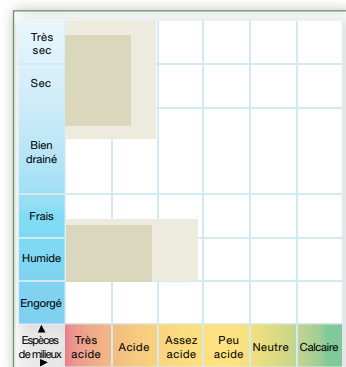 Très
sec
Sec
Bien
drainé
Frais
Humide
Engorgé
Espèces
de milieux
Très
acide
Acide
Assez
acide
Peu
acide
Neutre
Calcaire